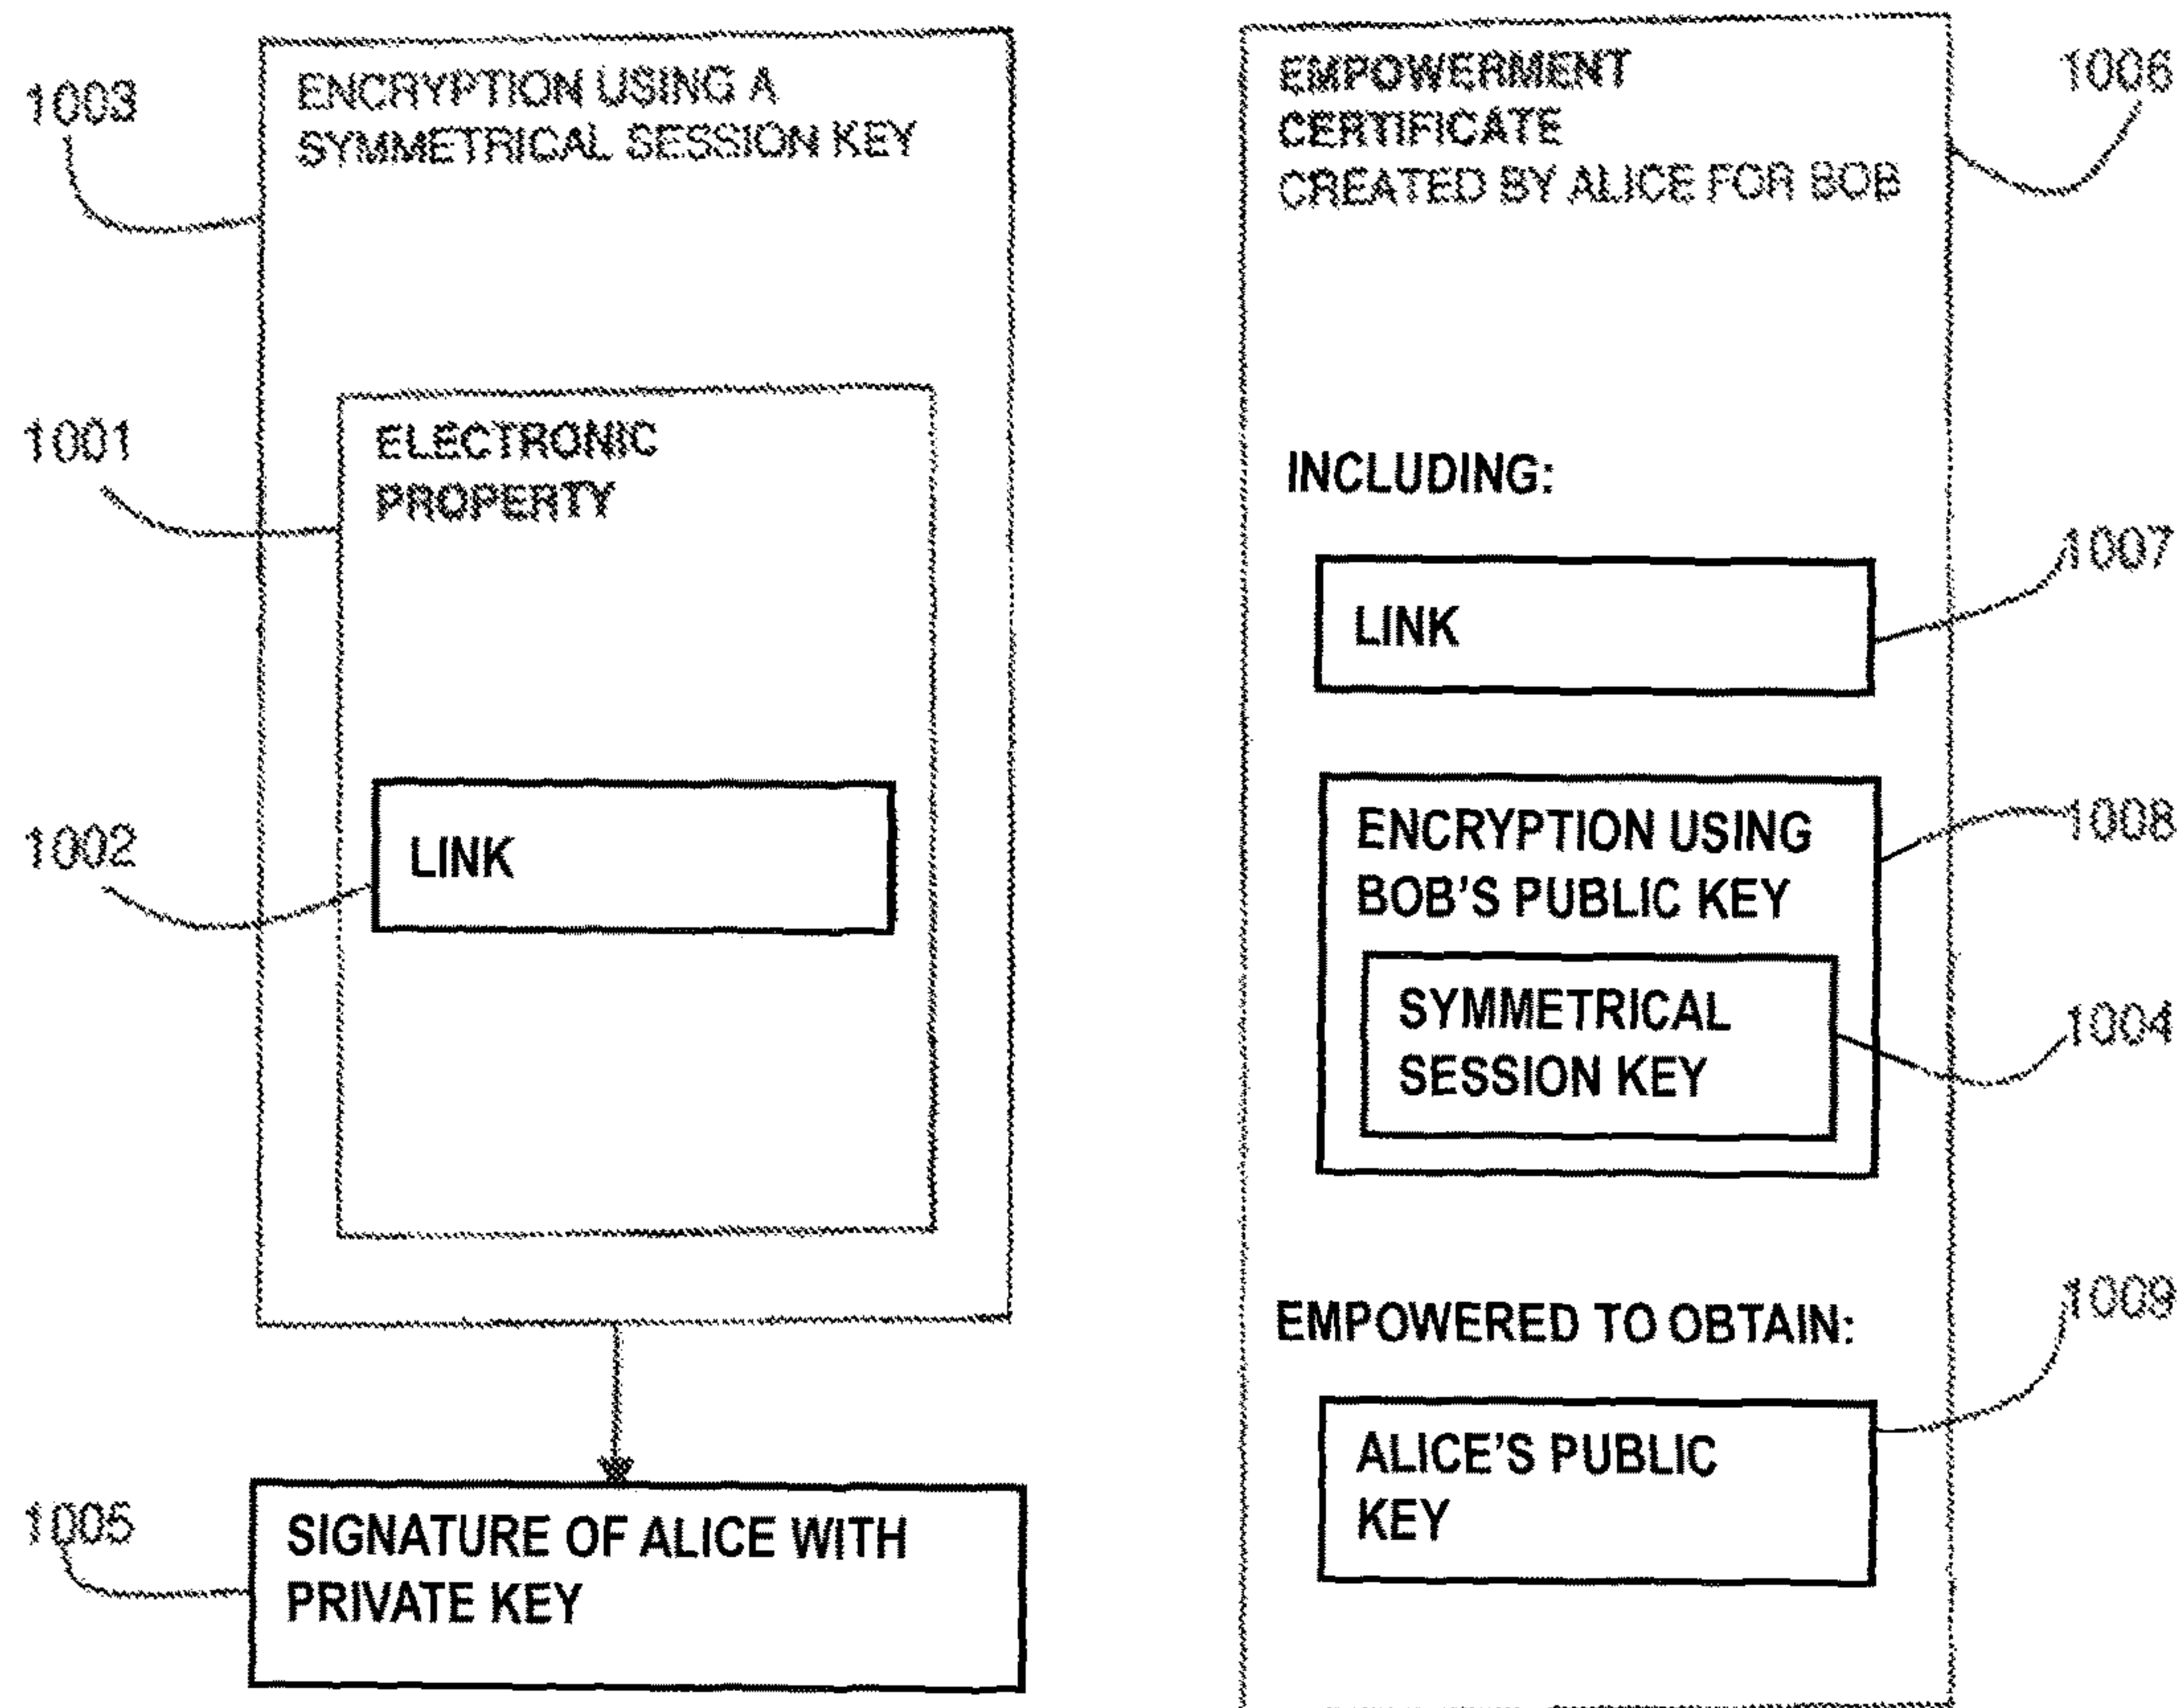 1003
ENCRYPTION USING A
SYMMETRICAL SESSION KEY
1001
ELECTRONIC
PROPERTY
1002
LINK
1005
SIGNATURE OF ALICE WITH
PRIVATE KEY
EMPOWERMENT
CERTIFICATE
CREATED BY ALICE FOR BOB
1006
INCLUDING:
LINK
1007
ENCRYPTION USING
BOB'S PUBLIC KEY
1008
SYMMETRICAL
SESSION KEY
1004
EMPOWERED TO OBTAIN:
1009
ALICE'S PUBLIC
KEY